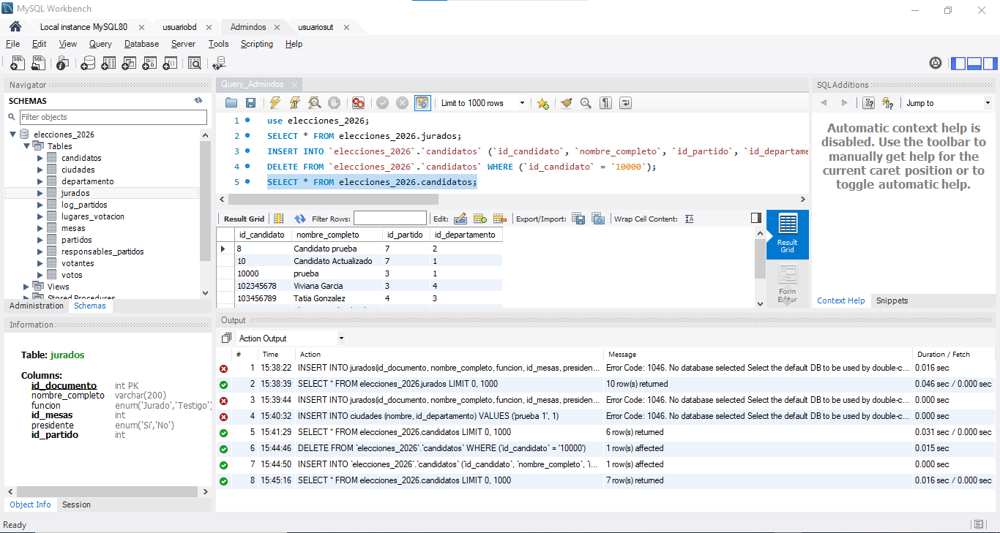 MySQL Workbench
Local instance MySQL80
usuariobd
Admindos
usuariosut
File Edit View Query Database Server Tools Scripting Help
Navigator
SCHEMAS
Filter objects
elecciones_2026
Tables
candidatos
ciudades
departamento
jurados
log_partidos
lugares_votacion
mesas
partidos
responsables_partidos
votantes
votos
Views
Stored Procedures
Administration Schemas
Information
Table: jurados
Columns:
id_documento int PK
nombre_completo varchar(200)
funcion enum('Jurado','Testigo')
id_mesas int
presidente enum('Si','No')
id_partido int
Object Info Session
Ready
Query_Admindos
Limit to 1000 rows
1 use elecciones_2026;
2 SELECT * FROM elecciones_2026.jurados;
3 INSERT INTO `elecciones_2026`.`candidatos` (`id_candidato`, `nombre_completo`, `id_partido`, `id_departame
4 DELETE FROM `elecciones_2026`.`candidatos` WHERE (`id_candidato` = '10000');
5 SELECT * FROM elecciones_2026.candidatos;
Result Grid Filter Rows: Edit: Export/Import: Wrap Cell Content:
id_candidato nombre_completo id_partido id_departamento
8 Candidato prueba 7 2
10 Candidato Actualizado 7 1
10000 prueba 3 1
102345678 Viviana Garcia 3 4
103456789 Tatia Gonzalez 4 3
Result
Grid
Form
Editor
SQLAdditions
Jump to
Automatic context help is
disabled. Use the toolbar to
manually get help for the
current caret position or to
toggle automatic help.
Context Help Snippets
Output
Action Output
# Time Action Message Duration / Fetch
1 15:38:22 INSERT INTO jurados(id_documento, nombre_completo, funcion, id_mesas, presiden... Error Code: 1046. No database selected Select the default DB to be used by double-c... 0.016 sec
2 15:38:39 SELECT * FROM elecciones_2026.jurados LIMIT 0, 1000 10 row(s) returned 0.046 sec / 0.000 sec
3 15:39:44 INSERT INTO jurados(id_documento, nombre_completo, funcion, id_mesas, presiden... Error Code: 1046. No database selected Select the default DB to be used by double-c... 0.000 sec
4 15:40:32 INSERT INTO ciudades (nombre, id_departamento) VALUES ('prueba 1', 1) Error Code: 1046. No database selected Select the default DB to be used by double-c... 0.000 sec
5 15:41:29 SELECT * FROM elecciones_2026.candidatos LIMIT 0, 1000 6 row(s) returned 0.031 sec / 0.000 sec
6 15:44:46 DELETE FROM `elecciones_2026`.`candidatos` WHERE (`id_candidato` = '10000') 1 row(s) affected 0.015 sec
7 15:44:50 INSERT INTO `elecciones_2026`.`candidatos` (`id_candidato`, `nombre_completo`, `i... 1 row(s) affected 0.000 sec
8 15:45:16 SELECT * FROM elecciones_2026.candidatos LIMIT 0, 1000 7 row(s) returned 0.016 sec / 0.000 sec